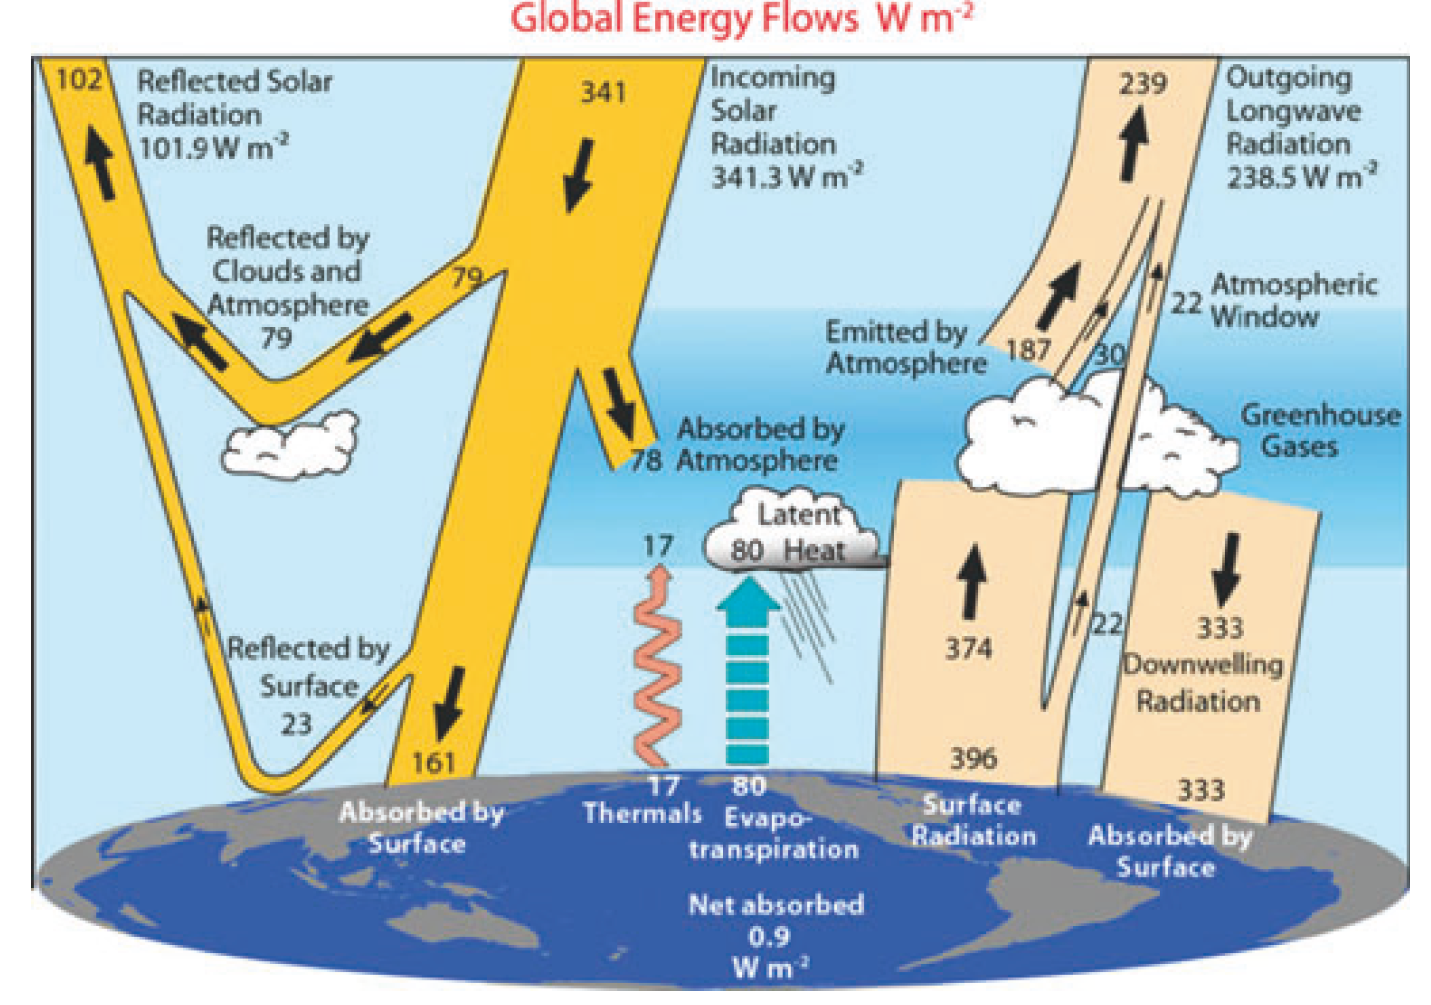 Global Energy Flows W m-2
102
Reflected Solar
Radiation
101.9 W m-2
341
Incoming
Solar
Radiation
341.3 W m-2
239
Outgoing
Longwave
Radiation
238.5 W m-2
Reflected by
Clouds and
Atmosphere
79
79
Emitted by
Atmosphere
187
30
22
Atmospheric
Window
Greenhouse
Gases
Absorbed by
78 Atmosphere
17
Latent
80 Heat
Reflected by
Surface
23
161
Absorbed by
Surface
17
Thermals
80
Evapo-
transpiration
374
22
396
Surface
Radiation
333
Downwelling
Radiation
333
Absorbed by
Surface
Net absorbed
0.9
W m-2